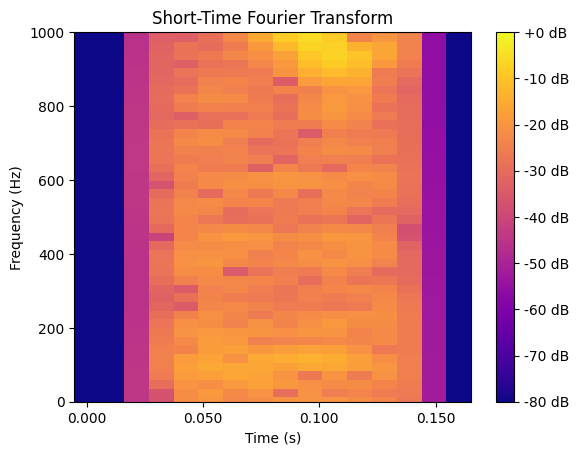 Short-Time Fourier Transform
1000
800
600
400
200
0
Frequency (Hz)
0.000
0.050
0.100
0.150
Time (s)
+0 dB
-10 dB
-20 dB
-30 dB
-40 dB
-50 dB
-60 dB
-70 dB
-80 dB